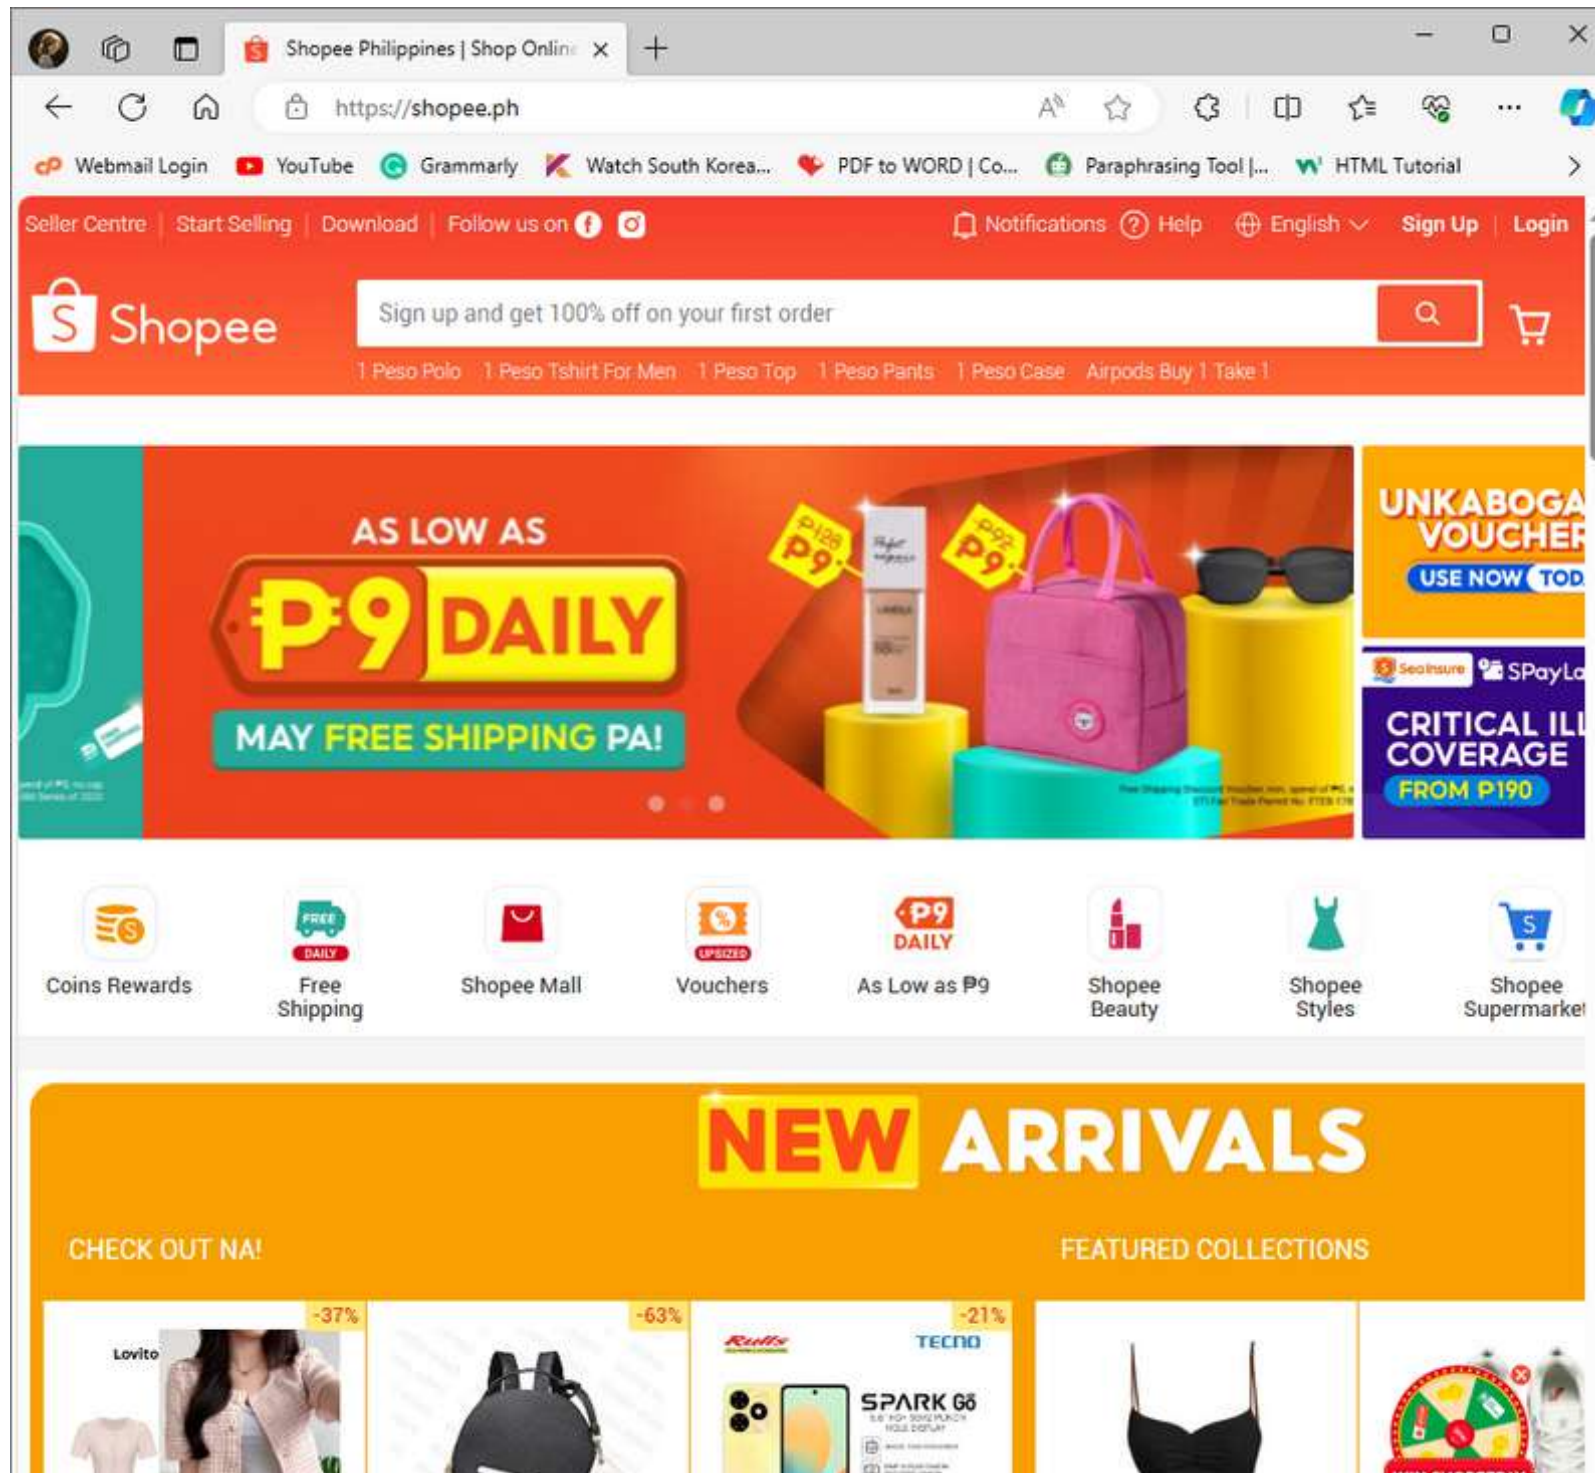 Shopee Philippines | Shop Online
https://shopee.ph
Webmail Login YouTube Grammarly Watch South Korea... PDF to WORD | Co... Paraphrasing Tool |... HTML Tutorial
Seller Centre Start Selling Download Follow us on Notifications Help English Sign Up Login
Shopee
Sign up and get 100% off on your first order
1 Peso Polo 1 Peso Tshirt For Men 1 Peso Top 1 Peso Pants 1 Peso Case Airpods Buy 1 Take 1
AS LOW AS
₱9 DAILY
MAY FREE SHIPPING PA!
₱128
₱9
₱92
₱9
UNKABOGA
VOUCHER
USE NOW TOD
SeaInsure SPayLa
CRITICAL ILL
COVERAGE
FROM ₱190
FREE
DAILY
UPSIZED
₱9
DAILY
Coins Rewards
Free
Shipping
Shopee Mall
Vouchers
As Low as ₱9
Shopee
Beauty
Shopee
Styles
Shopee
Supermarket
NEW ARRIVALS
CHECK OUT NA!
FEATURED COLLECTIONS
-37%
-63%
-21%
Lovito
Rulls
TECNO
SPARK Go